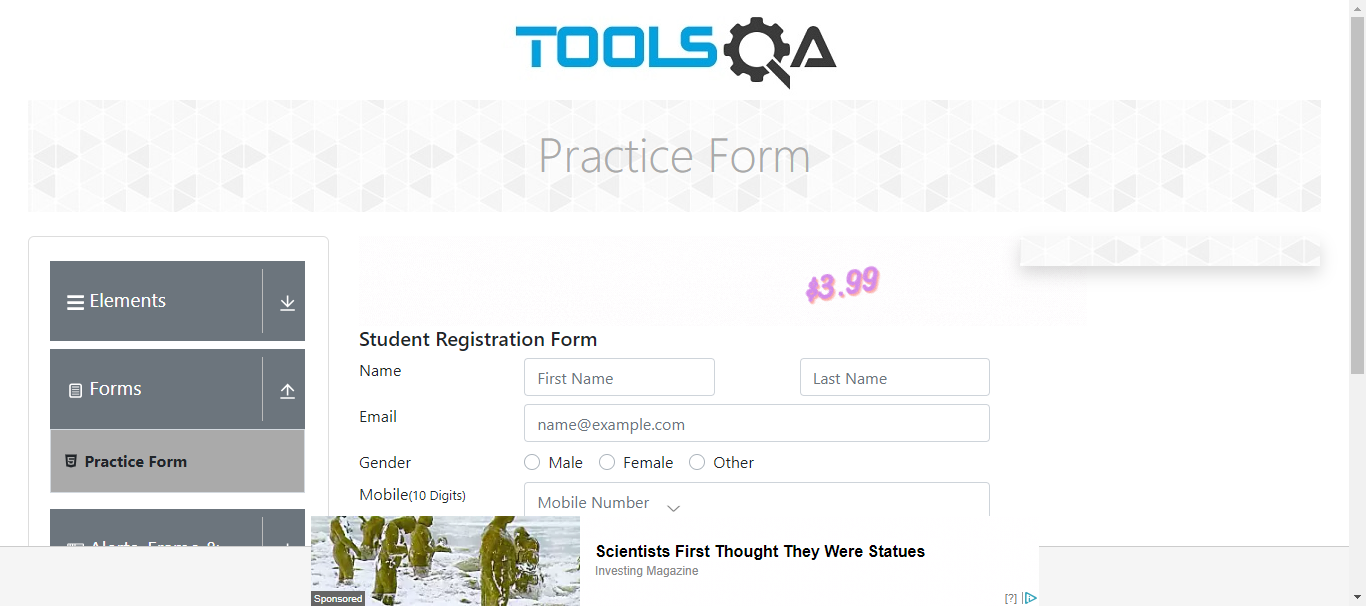 TOOLSQA
Practice Form
Elements
Forms
Practice Form
$3.99
Student Registration Form
Name
First Name
Last Name
Email
name@example.com
Gender
Male
Female
Other
Mobile(10 Digits)
Mobile Number
Sponsored
Scientists First Thought They Were Statues
Investing Magazine
[?]